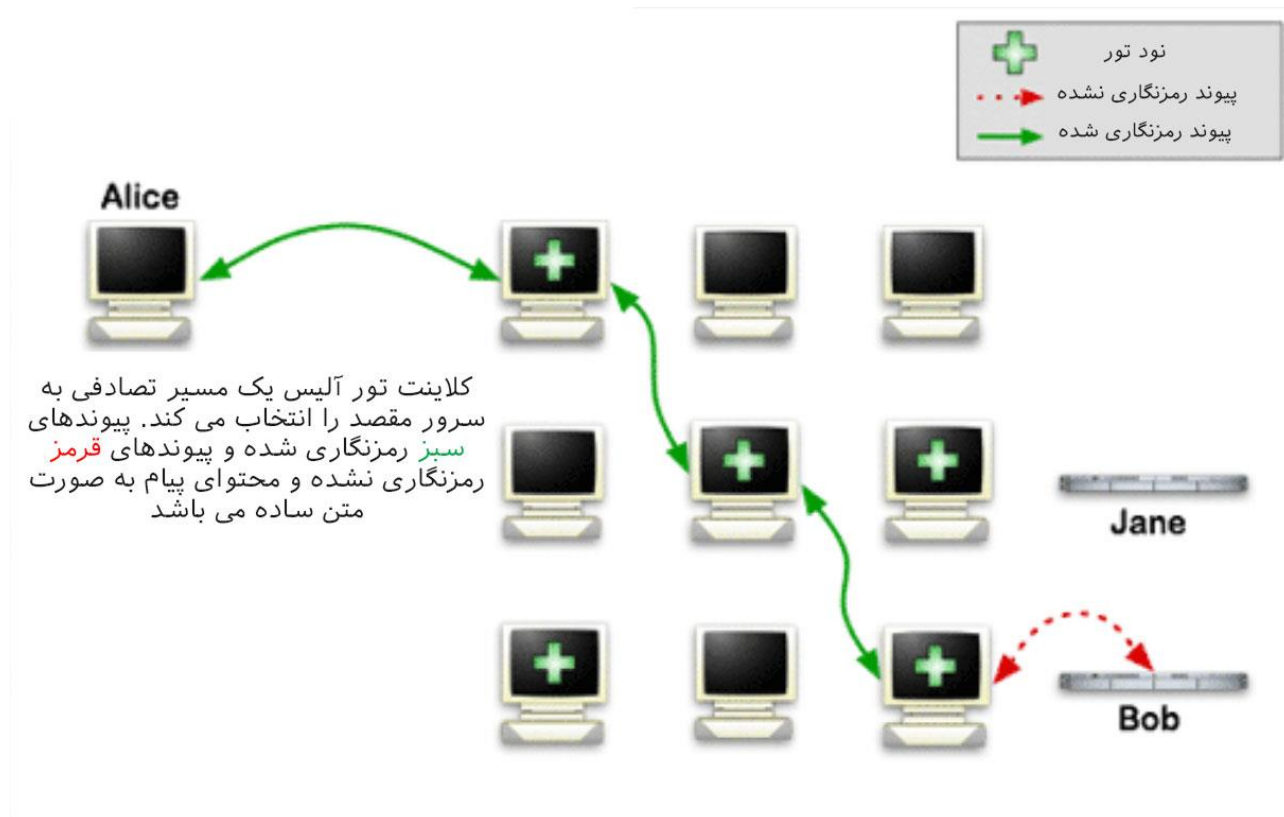 نود تور
پیوند رمزنگاری نشده
پیوند رمزنگاری شده
Alice
کلاینت تور آلیس یک مسیر تصادفی به
سرور مقصد را انتخاب می کند. پیوندهای
سبز رمزنگاری شده و پیوندهای قرمز
رمزنگاری نشده و محتوای پیام به صورت
متن ساده می باشد
Jane
Bob